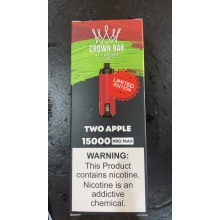 CROWN BAR
LIMITED
EDITION
TWO APPLE
15000 PRO MAX
WARNING:
This Product
contains nicotine,
Nicotine is an
addictive
chemical.